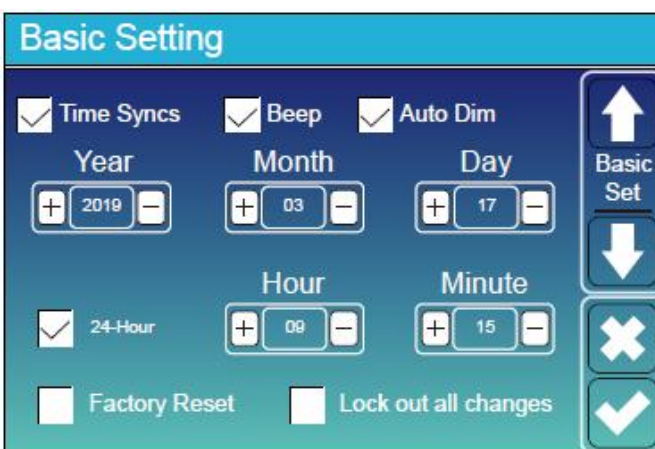 Basic Setting
Time Syncs Beep Auto Dim
Year Month Day
Basic
Set
+ 2019 − + 03 − + 17 −
Hour Minute
24-Hour + 09 − + 15 −
Factory Reset Lock out all changes